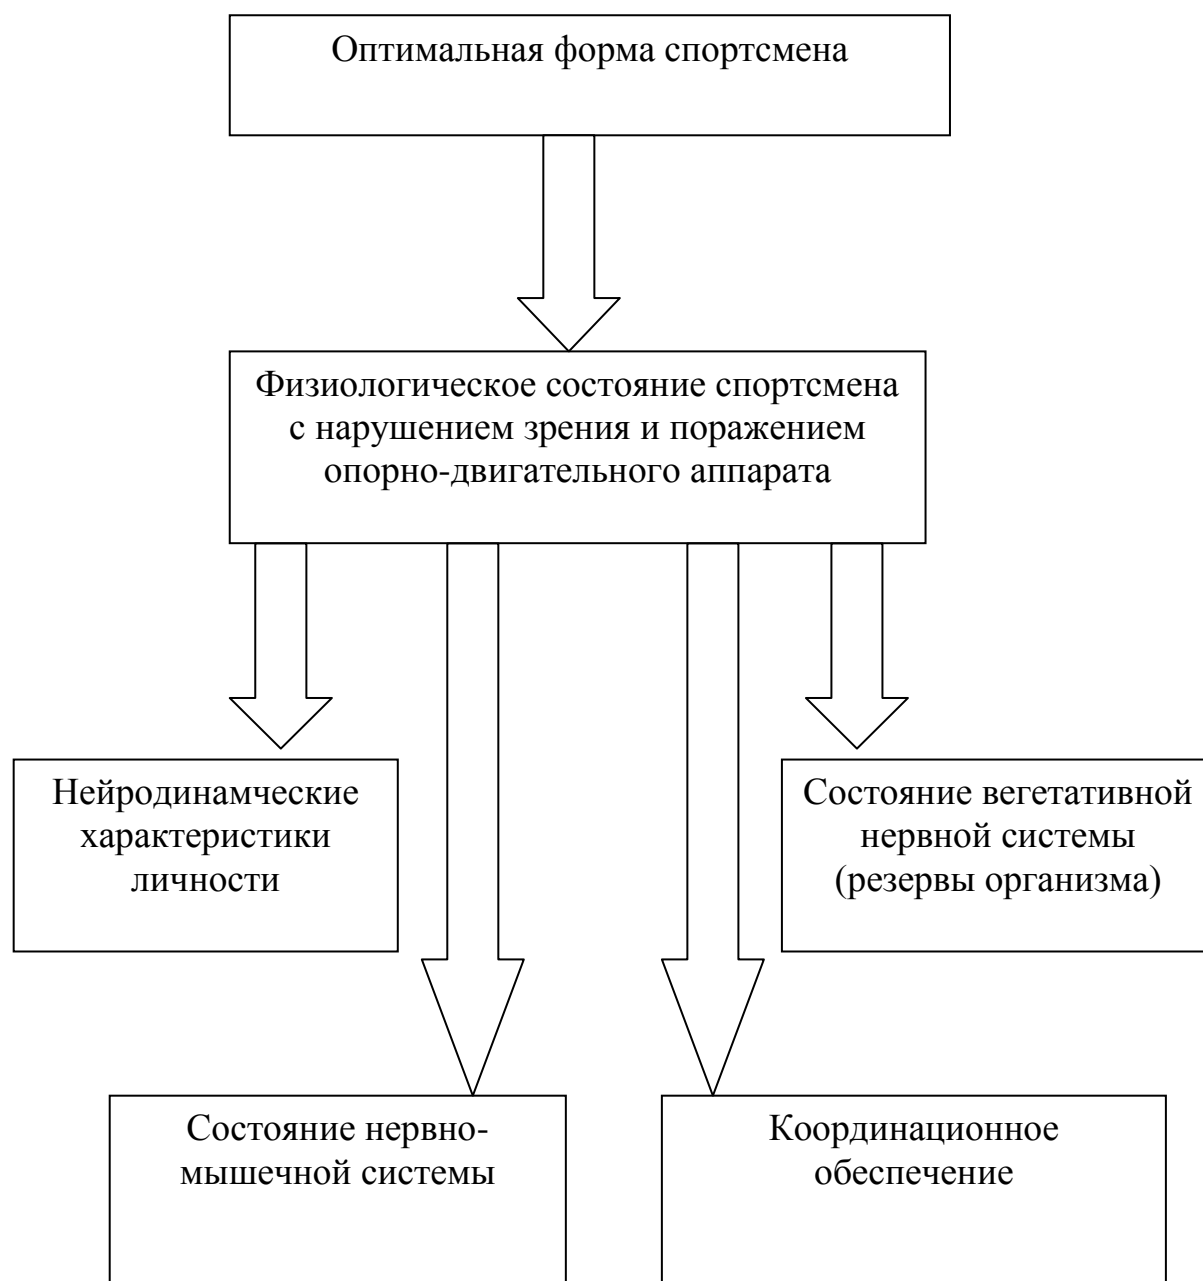 Оптимальная форма спортсмена
Физиологическое состояние спортсмена
с нарушением зрения и поражением
опорно-двигательного аппарата
Нейродинамческие
характеристики
личности
Состояние вегетативной
нервной системы
(резервы организма)
Состояние нервно-
мышечной системы
Координационное
обеспечение